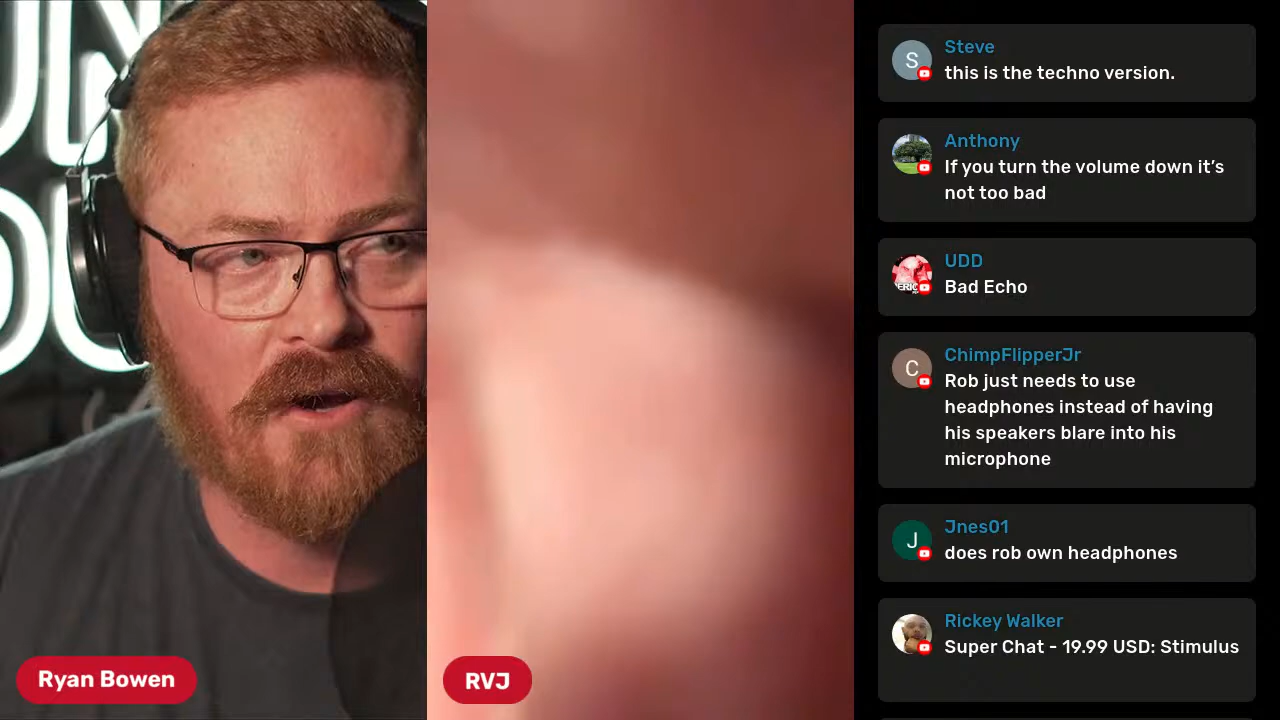 Steve
this is the techno version.
Anthony
If you turn the volume down it’s
not too bad
UDD
Bad Echo
ChimpFlipperJr
Rob just needs to use
headphones instead of having
his speakers blare into his
microphone
Jnes01
does rob own headphones
Rickey Walker
Super Chat - 19.99 USD: Stimulus
Ryan Bowen
RVJ
S
C
J